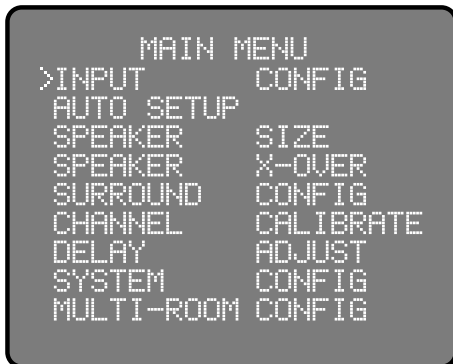 MAIN MENU
>INPUT CONFIG
AUTO SETUP
SPEAKER SIZE
SPEAKER X-OVER
SURROUND CONFIG
CHANNEL CALIBRATE
DELAY ADJUST
SYSTEM CONFIG
MULTI-ROOM CONFIG